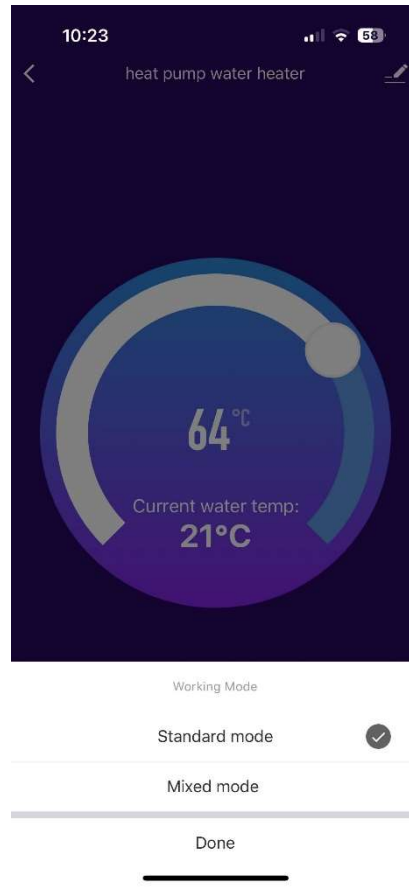 10:23
58
heat pump water heater
64°C
Current water temp:
21°C
Working Mode
Standard mode
Mixed mode
Done